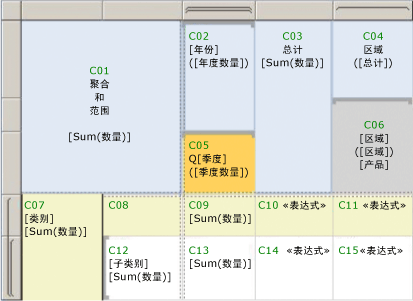 C01
聚合
和
范围
[Sum(数量)]
C02
[年份]
([年度数量])
C03
总计
[Sum(数量)]
C04
区域
([总计])
C05
Q[季度]
([季度数量])
C06
[区域]
([区域])
[产品]
C07
[类别]
[Sum(数量)]
C08
C09
[Sum(数量)]
C10 «表达式»
C11 «表达式»
C12
[子类别]
[Sum(数量)]
C13
[Sum(数量)]
C14 «表达式»
C15«表达式»